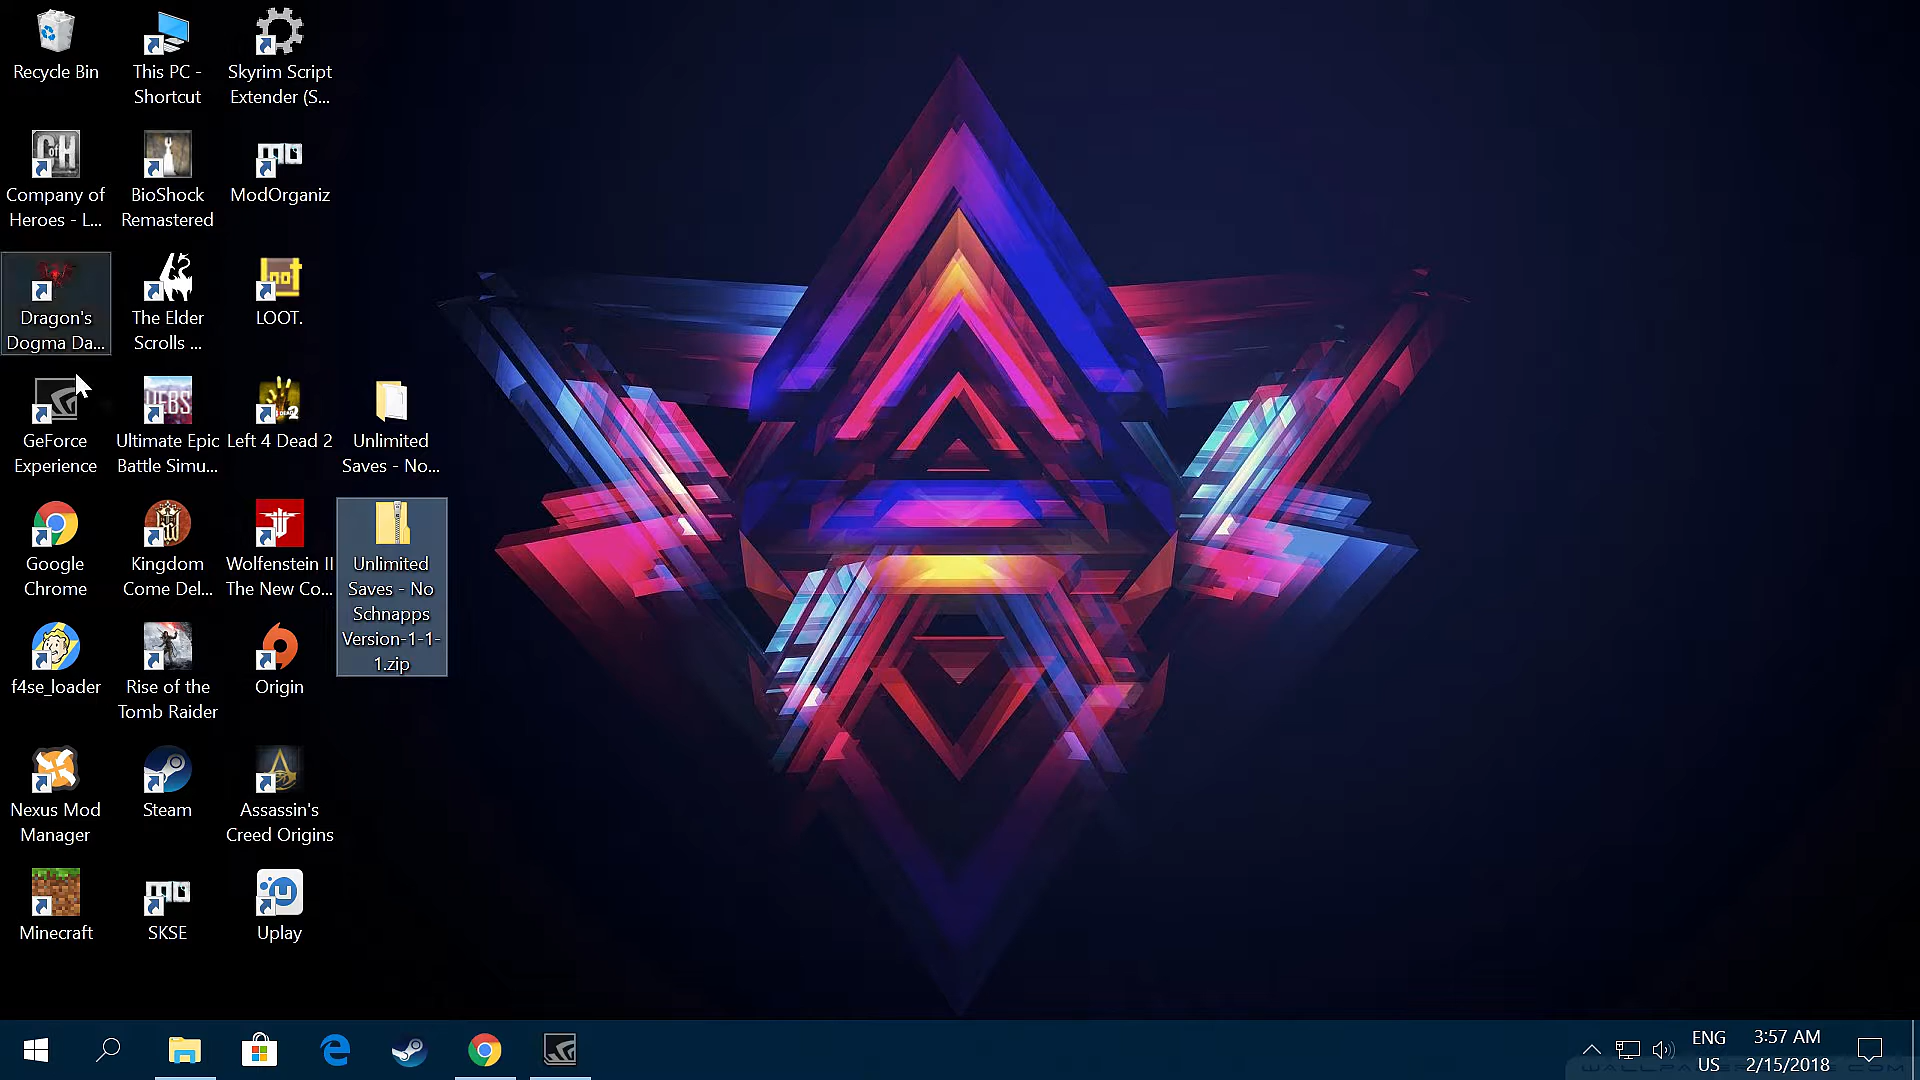 Recycle Bin
This PC -
Shortcut
Skyrim Script
Extender (S...
Company of
Heroes - L...
BioShock
Remastered
ModOrganiz
Dragon's
Dogma Da...
The Elder
Scrolls ...
LOOT.
GeForce
Experience
Ultimate Epic
Battle Simu...
Left 4 Dead 2
Unlimited
Saves - No...
Google
Chrome
Kingdom
Come Del...
Wolfenstein II
The New Co...
Unlimited
Saves - No
Schnapps
Version-1-1-
1.zip
f4se_loader
Rise of the
Tomb Raider
Origin
Nexus Mod
Manager
Steam
Assassin's
Creed Origins
Minecraft
SKSE
Uplay
ENG
US
3:57 AM
2/15/2018